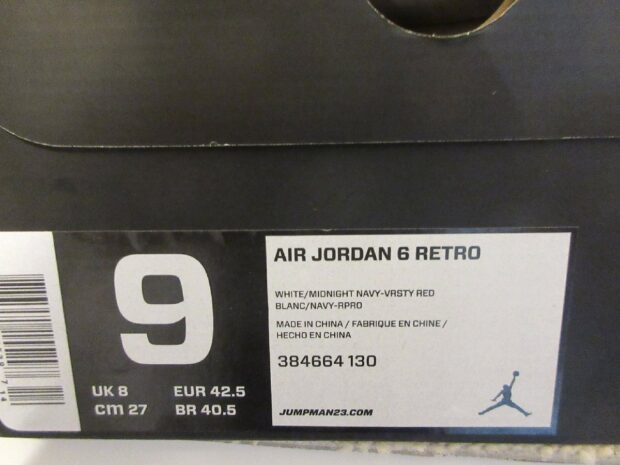 AIR JORDAN 6 RETRO
WHITE/MIDNIGHT NAVY-VRSTY RED
BLANC/NAVY-RPRO
MADE IN CHINA / FABRIQUE EN CHINE /
HECHO EN CHINA
384664 130
JUMPMAN23.COM
9
UK 8 EUR 42.5
cm 27 BR 40.5